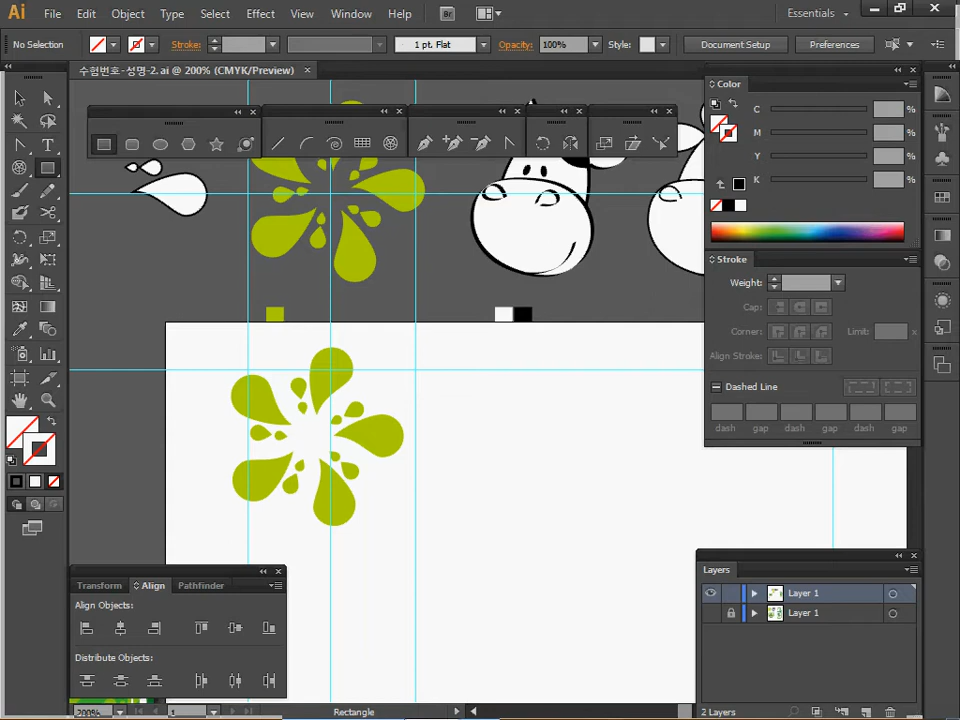 Ai File Edit Object Type Select Effect View Window Help Br Essentials
No Selection Stroke: 1 pt. Flat Opacity: 100% Style: Document Setup Preferences
수험번호-성명-2.ai @ 200% (CMYK/Preview) ×
Color
C %
M %
Y %
K %
Stroke
Weight:
Cap:
Corner: Limit: x
Align Stroke:
Dashed Line
dash gap dash gap dash gap
Transform Align Pathfinder
Align Objects:
Distribute Objects:
Layers
Layer 1
Layer 1
2 Layers
200% 1 Rectangle